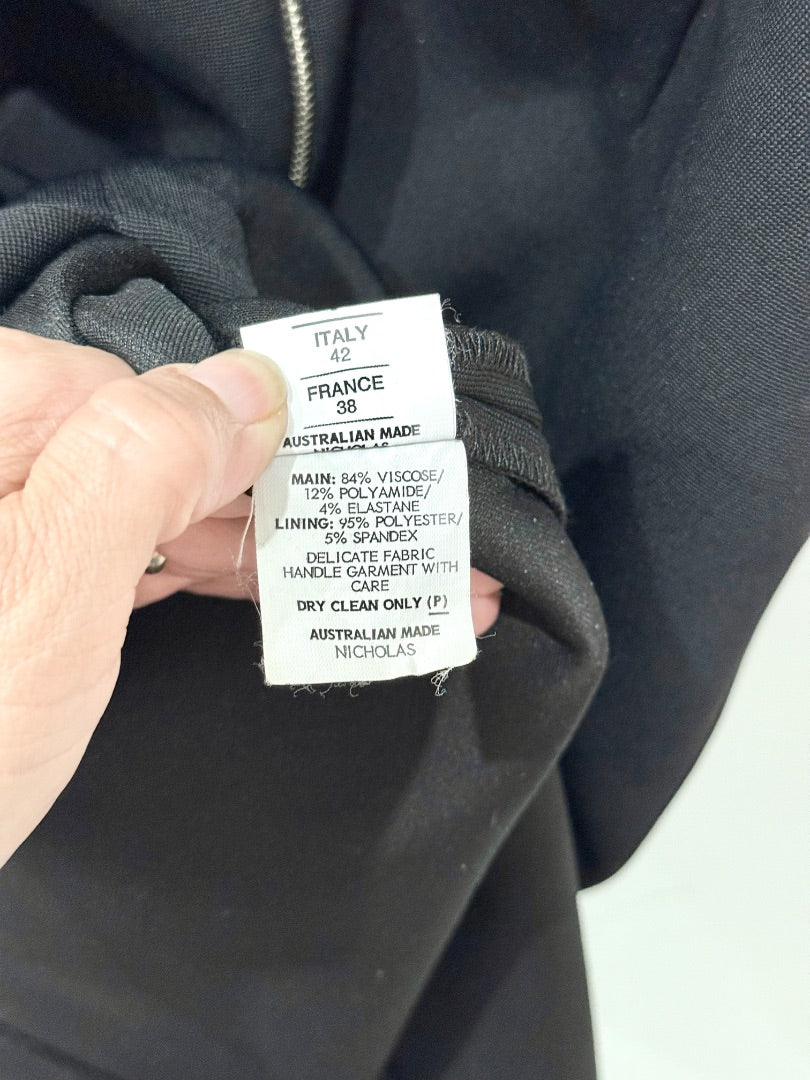 ITALY
42
FRANCE
38
AUSTRALIAN MADE
NICHOLAS
MAIN: 84% VISCOSE/
12% POLYAMIDE/
4% ELASTANE
LINING: 95% POLYESTER/
5% SPANDEX
DELICATE FABRIC
HANDLE GARMENT WITH
CARE
DRY CLEAN ONLY (P)
AUSTRALIAN MADE
NICHOLAS